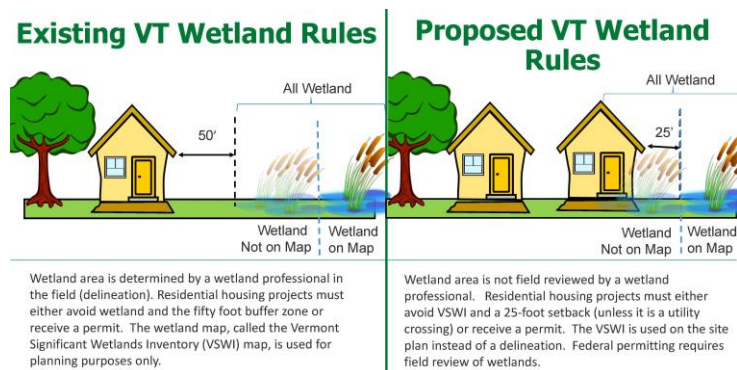 Existing VT Wetland Rules
All Wetland
50’
Wetland
Not on Map
Wetland
on Map
Wetland area is determined by a wetland professional in
the field (delineation). Residential housing projects must
either avoid wetland and the fifty foot buffer zone or
receive a permit. The wetland map, called the Vermont
Significant Wetlands Inventory (VSWI) map, is used for
planning purposes only.
Proposed VT Wetland
Rules
All Wetland
25’
Wetland
Not on Map
Wetland
on Map
Wetland area is not field reviewed by a wetland
professional. Residential housing projects must either
avoid VSWI and a 25-foot setback (unless it is a utility
crossing) or receive a permit. The VSWI is used on the site
plan instead of a delineation. Federal permitting requires
field review of wetlands.